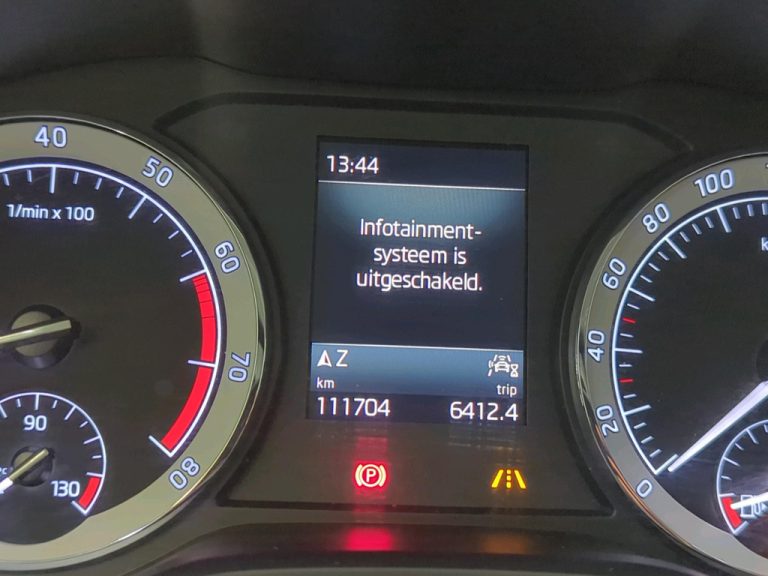 40
50
60
70
80
1/min x 100
90
130
13:44
Infotainment-
systeem is
uitgeschakeld.
Z
km trip
111704 6412.4
P
100
80
60
40
20
0